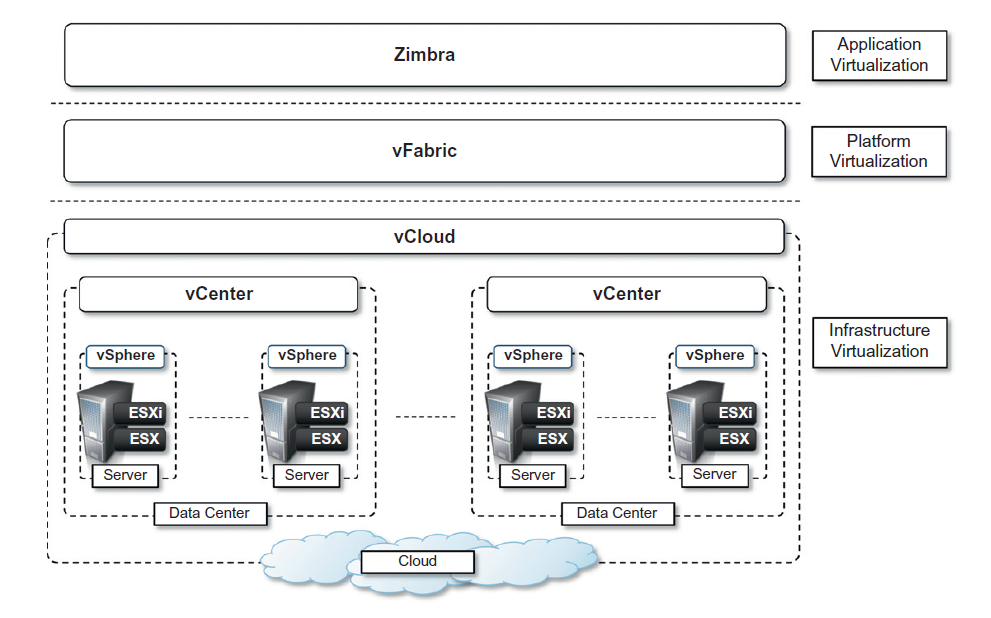 Zimbra
Application
Virtualization
vFabric
Platform
Virtualization
vCloud
vCenter
vCenter
Infrastructure
Virtualization
vSphere
vSphere
vSphere
vSphere
ESXi
ESXi
ESXi
ESXi
ESX
ESX
ESX
ESX
Server
Server
Server
Server
Data Center
Data Center
Cloud